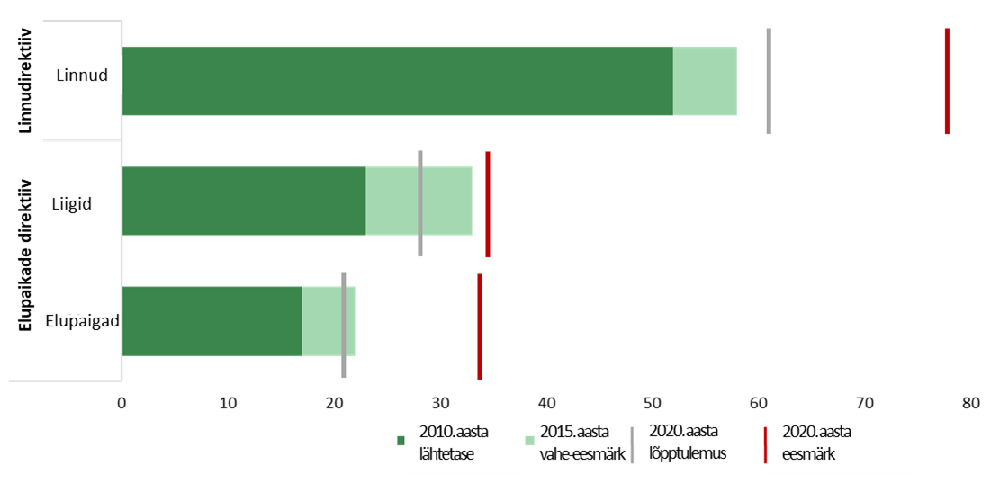 Linnudirektiiv
Linnud
Elupaikade direktiiv
Liigid
Elupaigad
0 10 20 30 40 50 60 70 80
2010.aasta
lähtetase
2015.aasta
vahe-eesmärk
2020.aasta
lõpptulemus
2020.aasta
eesmärk